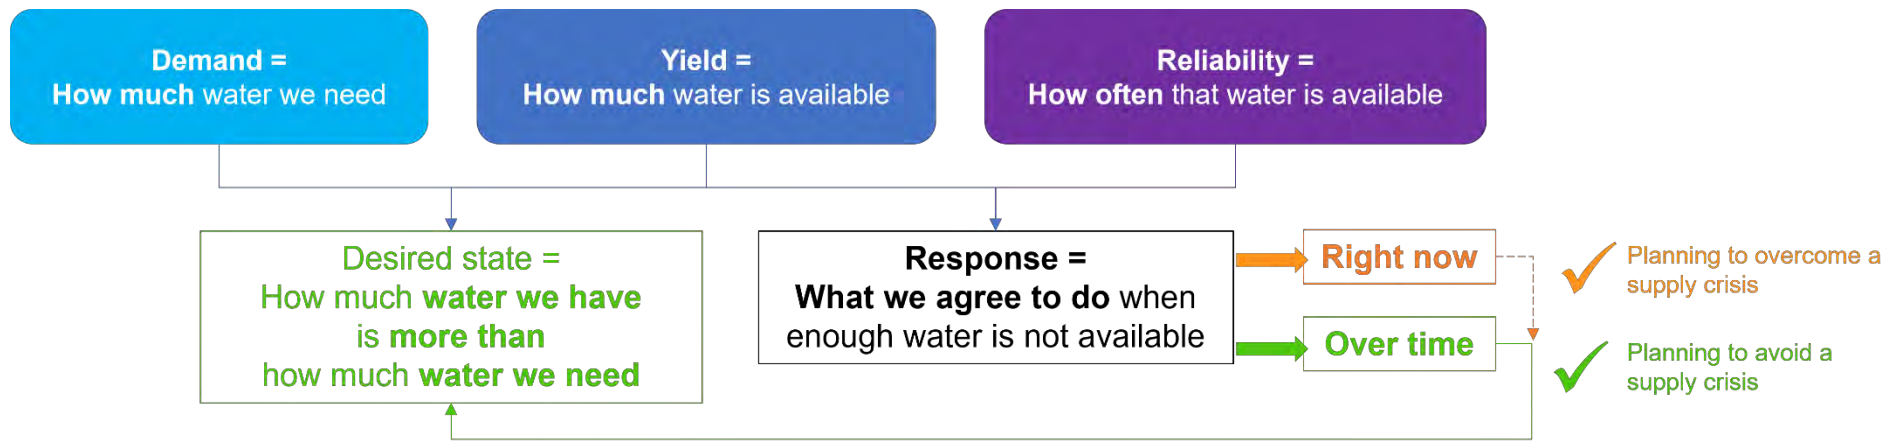 Demand =
How much water we need
Yield =
How much water is available
Reliability =
How often that water is available
Desired state =
How much water we have
is more than
how much water we need
Response =
What we agree to do when
enough water is not available
Right now
Over time
Planning to overcome a
supply crisis
Planning to avoid a
supply crisis